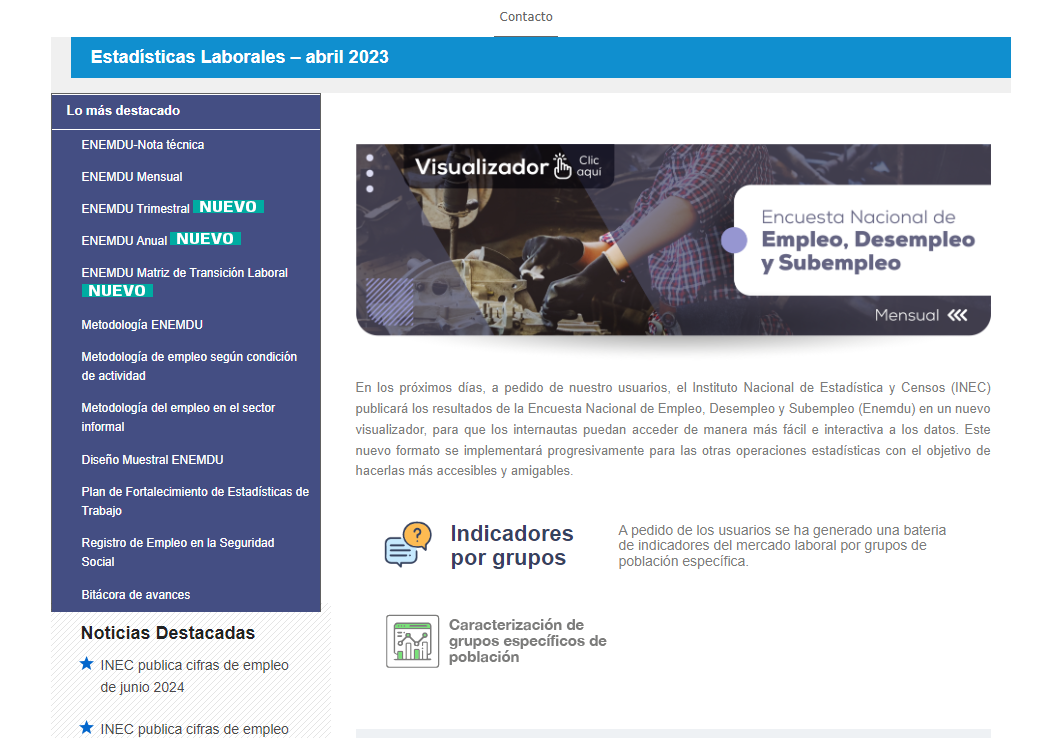 Contacto
Estadísticas Laborales – abril 2023
Lo más destacado
ENEMDU-Nota técnica
ENEMDU Mensual
ENEMDU Trimestral NUEVO
ENEMDU Anual NUEVO
ENEMDU Matriz de Transición Laboral
NUEVO
Metodología ENEMDU
Metodología de empleo según condición
de actividad
Metodología del empleo en el sector
informal
Diseño Muestral ENEMDU
Plan de Fortalecimiento de Estadísticas de
Trabajo
Registro de Empleo en la Seguridad
Social
Bitácora de avances
Noticias Destacadas
INEC publica cifras de empleo
de junio 2024
INEC publica cifras de empleo
Visualizador Clic
aquí
Encuesta Nacional de
Empleo, Desempleo
y Subempleo
Mensual
En los próximos días, a pedido de nuestro usuarios, el Instituto Nacional de Estadística y Censos (INEC)
publicará los resultados de la Encuesta Nacional de Empleo, Desempleo y Subempleo (Enemdu) en un nuevo
visualizador, para que los internautas puedan acceder de manera más fácil e interactiva a los datos. Este
nuevo formato se implementará progresivamente para las otras operaciones estadísticas con el objetivo de
hacerlas más accesibles y amigables.
Indicadores
por grupos
A pedido de los usuarios se ha generado una bateria
de indicadores del mercado laboral por grupos de
población específica.
Caracterización de
grupos específicos de
población